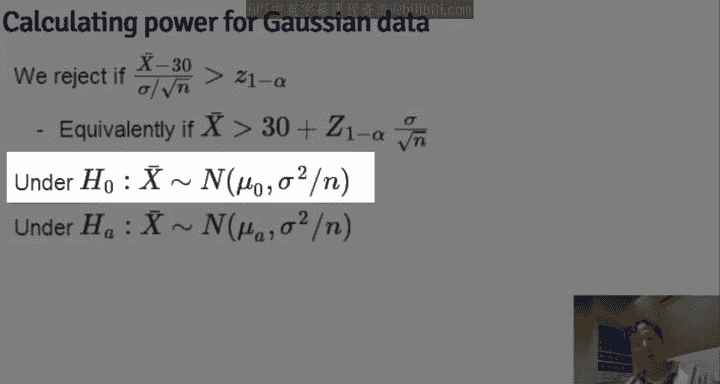 Calculating power for Gaussian data
We reject if $\frac{\bar{X}-30}{\sigma/\sqrt{n}} > z_{1-\alpha}$
- Equivalently if $\bar{X} > 30 + Z_{1-\alpha} \frac{\sigma}{\sqrt{n}}$
Under $H_0 : \bar{X} \sim N(\mu_0, \sigma^2/n)$
Under $H_a : \bar{X} \sim N(\mu_a, \sigma^2/n)$